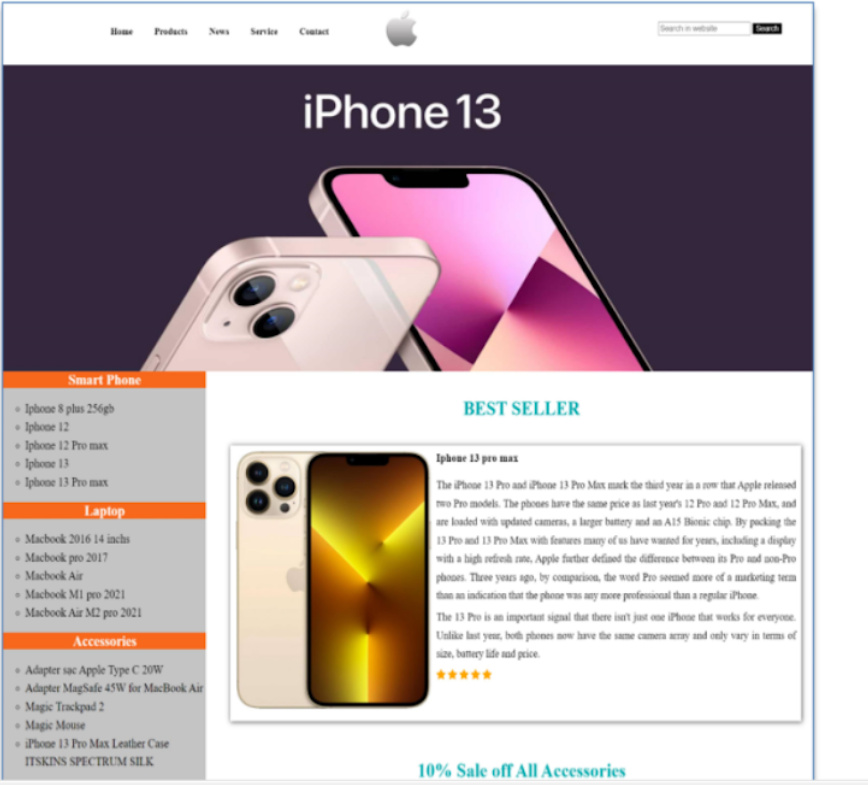 Home Products News Service Contact
Search in website Search
iPhone 13
Smart Phone
Iphone 8 plus 256gb
Iphone 12
Iphone 12 Pro max
Iphone 13
Iphone 13 Pro max
Laptop
Macbook 2016 14 inchs
Macbook pro 2017
Macbook Air
Macbook M1 pro 2021
Macbook Air M2 pro 2021
Accessories
Adapter sạc Apple Type C 20W
Adapter MagSafe 45W for MacBook Air
Magic Trackpad 2
Magic Mouse
iPhone 13 Pro Max Leather Case
ITSKINS SPECTRUM SILK
BEST SELLER
Iphone 13 pro max
The iPhone 13 Pro and iPhone 13 Pro Max mark the third year in a row that Apple released
two Pro models. The phones have the same price as last year's 12 Pro and 12 Pro Max, and
are loaded with updated cameras, a larger battery and an A15 Bionic chip. By packing the
13 Pro and 13 Pro Max with features many of us have wanted for years, including a display
with a high refresh rate, Apple further defined the difference between its Pro and non-Pro
phones. Three years ago, by comparison, the word Pro seemed more of a marketing term
than an indication that the phone was any more professional than a regular iPhone.
The 13 Pro is an important signal that there isn't just one iPhone that works for everyone.
Unlike last year, both phones now have the same camera array and only vary in terms of
size, battery life and price.
10% Sale off All Accessories